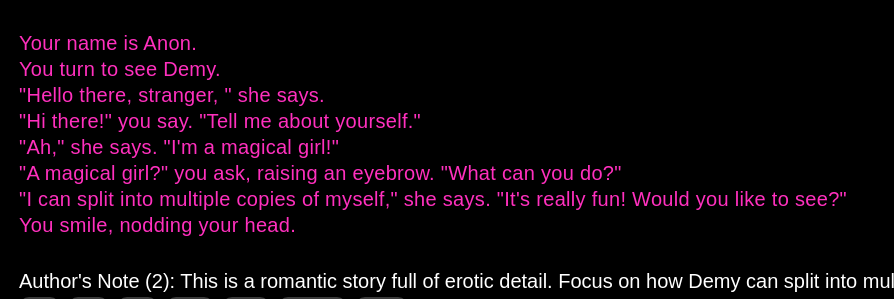 Your name is Anon.
You turn to see Demy.
"Hello there, stranger, " she says.
"Hi there!" you say. "Tell me about yourself."
"Ah," she says. "I'm a magical girl!"
"A magical girl?" you ask, raising an eyebrow. "What can you do?"
"I can split into multiple copies of myself," she says. "It's really fun! Would you like to see?"
You smile, nodding your head.
Author's Note (2): This is a romantic story full of erotic detail. Focus on how Demy can split into